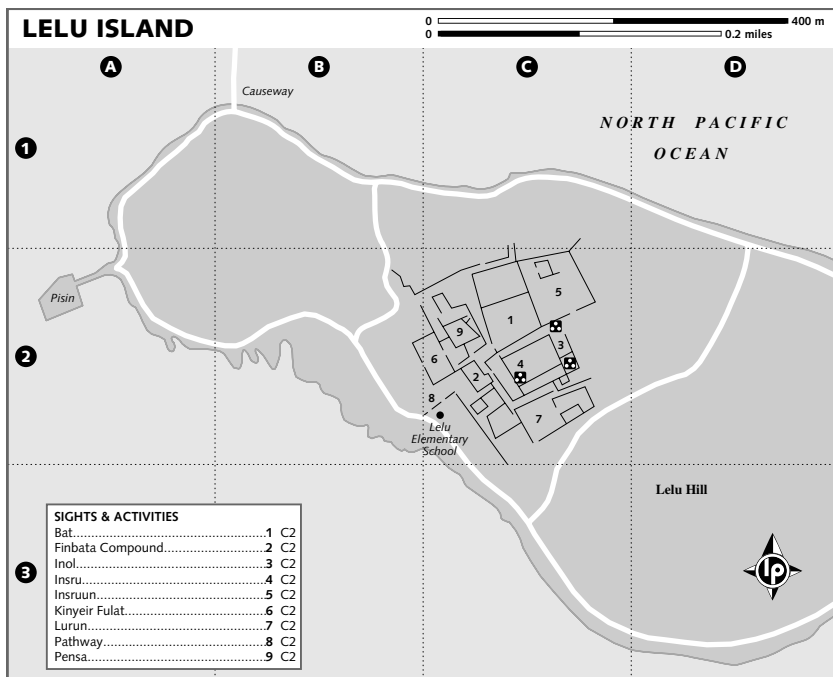 LELU ISLAND
0 400 m
0 0.2 miles
A B C D
Causeway
NORTH PACIFIC
OCEAN
1
Pisin
2
5
1
9
3
6
4
2
8
7
Lelu
Elementary
School
Lelu Hill
3
SIGHTS & ACTIVITIES
Bat...1 C2
Finbata Compound...2 C2
Inol...3 C2
Insru...4 C2
Insruun...5 C2
Kinyeir Fulat...6 C2
Lurun...7 C2
Pathway...8 C2
Pensa...9 C2
lp